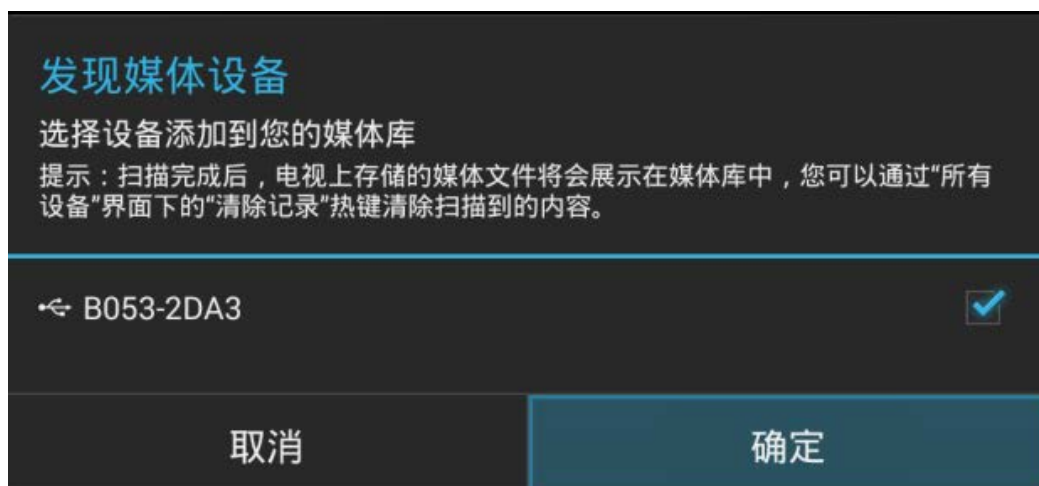 发现媒体设备
选择设备添加到您的媒体库
提示：扫描完成后，电视上存储的媒体文件将会展示在媒体库中，您可以通过“所有
设备”界面下的“清除记录”热键清除扫描到的内容。
B053-2DA3
取消
确定